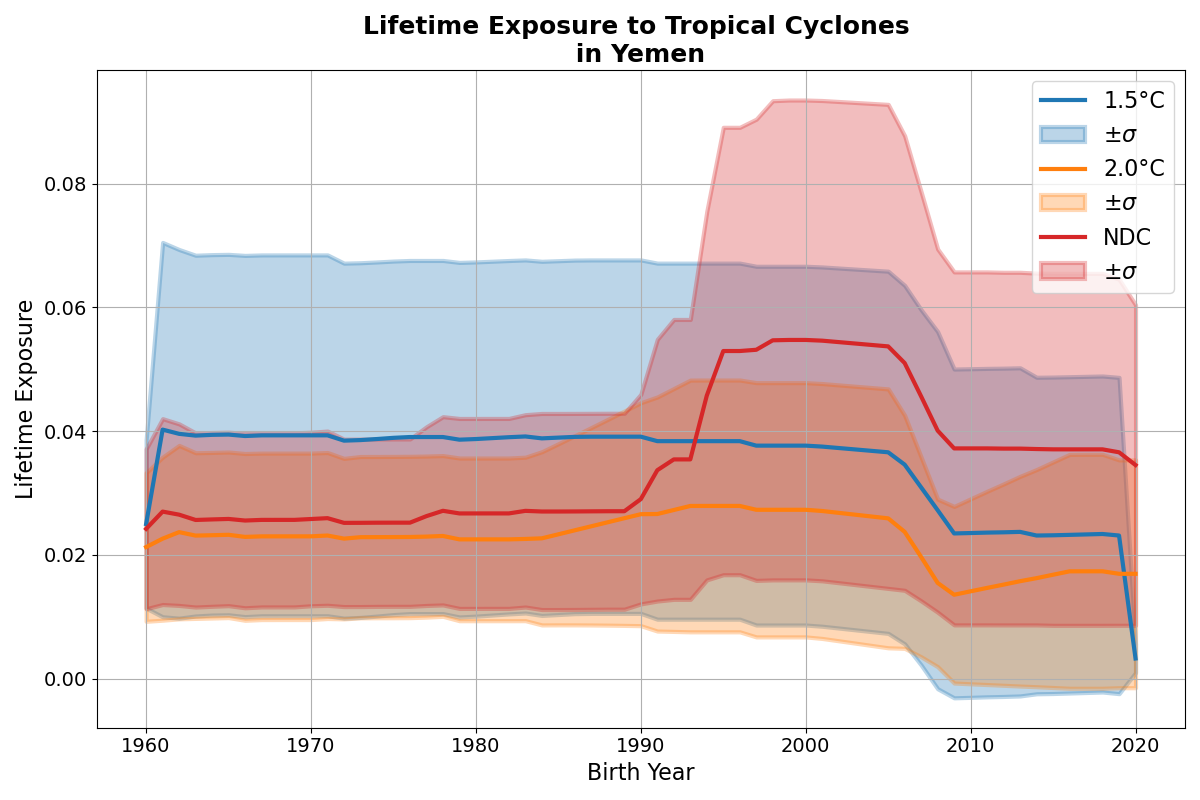 Lifetime Exposure to Tropical Cyclones
in Yemen
Lifetime Exposure
0.08
0.06
0.04
0.02
0.00
1960 1970 1980 1990 2000 2010 2020
Birth Year
1.5°C
±σ
2.0°C
±σ
NDC
±σ